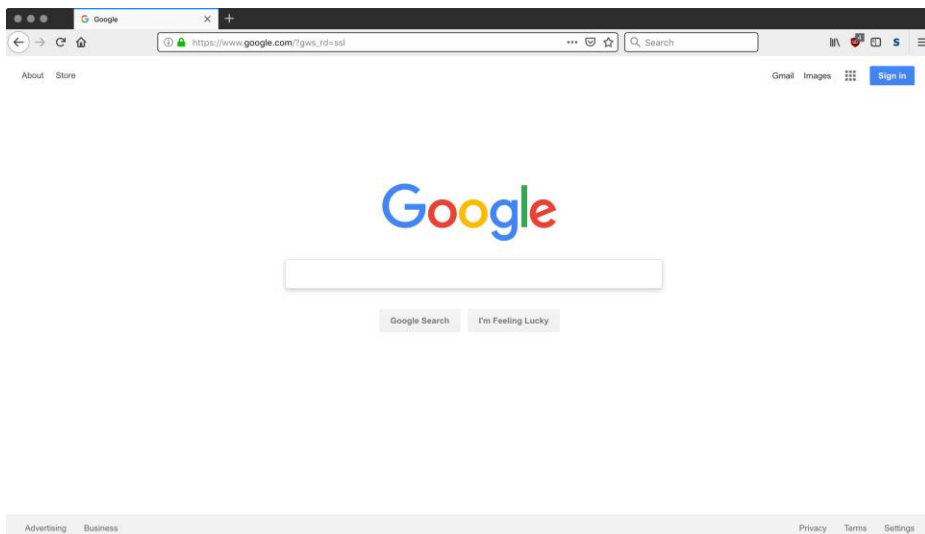 Google
https://www.google.com/?gws_rd=ssl
Search
About Store
Gmail Images Sign in
Google
Google Search I'm Feeling Lucky
Advertising Business
Privacy Terms Settings